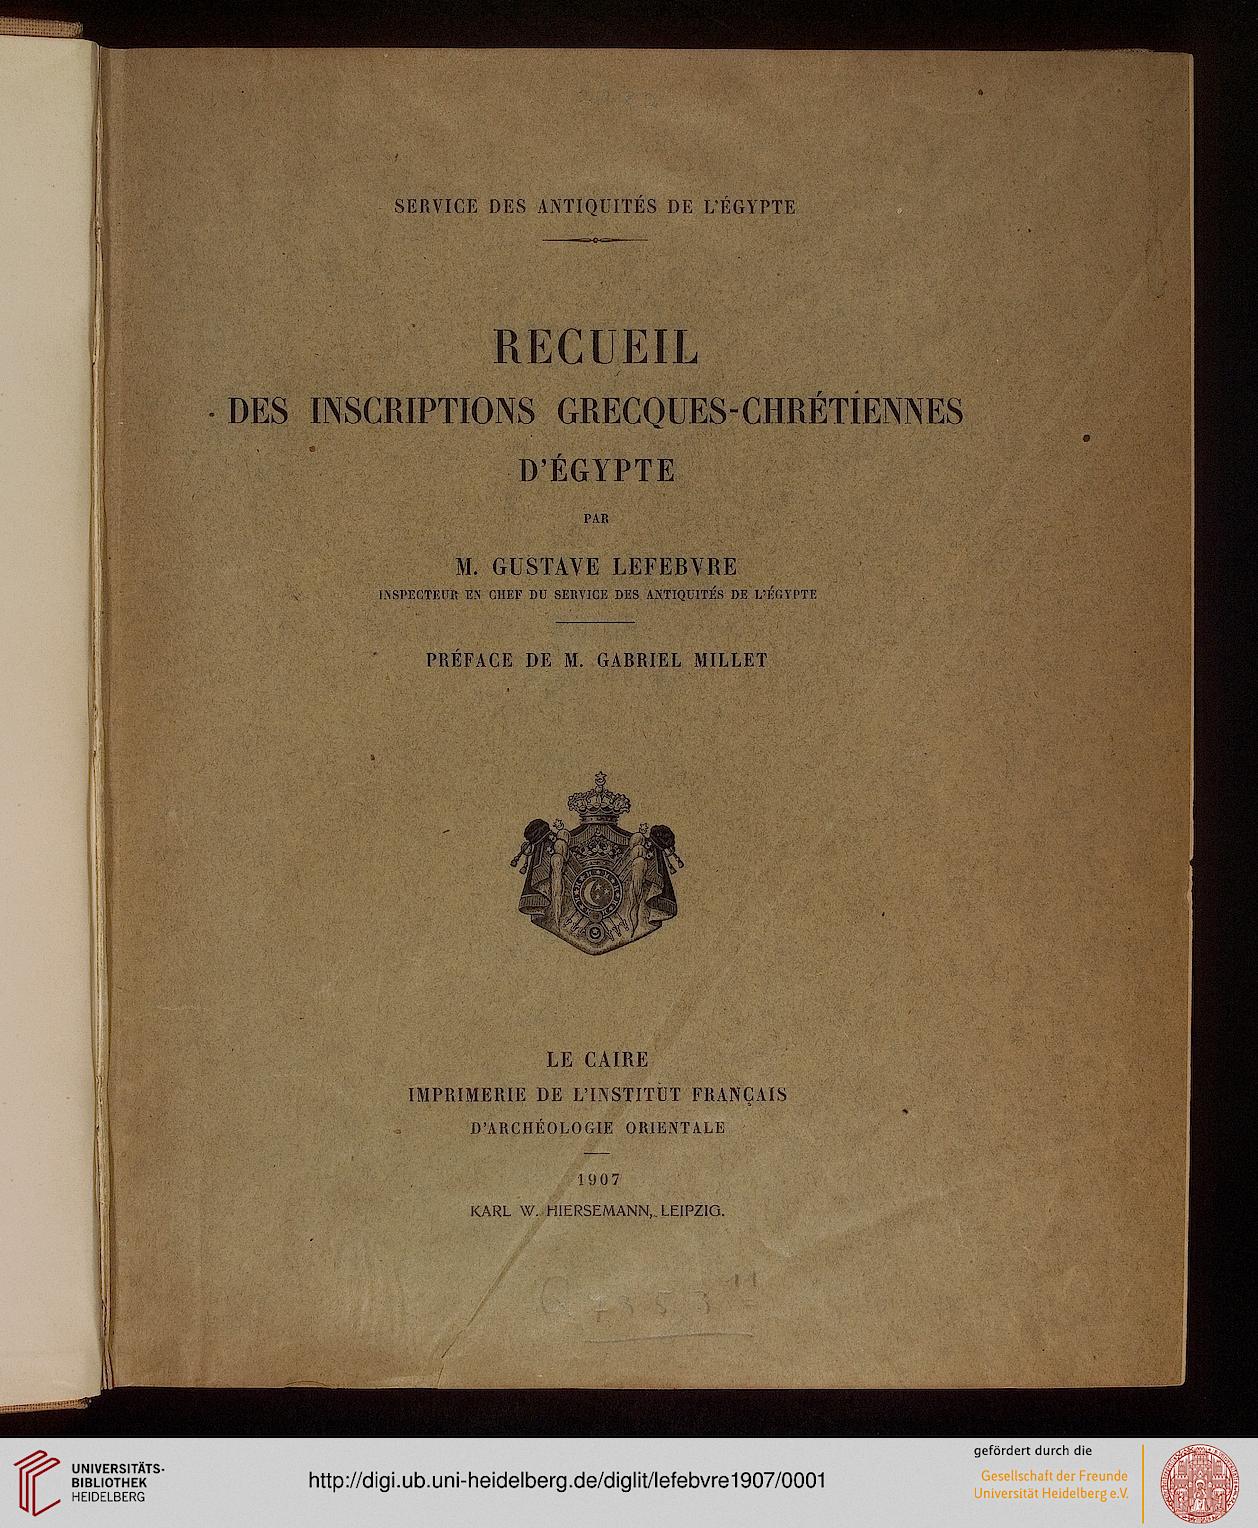 SERVICE DES ANTIQUITÉS DE L'ÉGYPTE
RECUEIL
DES INSCRIPTIONS GRECQUES-CHRÉTIENNES
D'ÉGYPTE
PAR
M. GUSTAVE LEFEBVRE
INSPECTEUR EN CHEF DU SERVICE DES ANTIQUITÉS DE L'ÉGYPTE
PRÉFACE DE M. GABRIEL MILLET
LE CAIRE
IMPRIMERIE DE L'INSTITUT FRANÇAIS
D'ARCHÉOLOGIE ORIENTALE
1907
KARL W. HIERSEMANN, LEIPZIG.
UNIVERSITÄTS-
BIBLIOTHEK
HEIDELBERG
http://digi.ub.uni-heidelberg.de/diglit/lefebvre1907/0001
gefördert durch die
Gesellschaft der Freunde
Universität Heidelberg e.V.